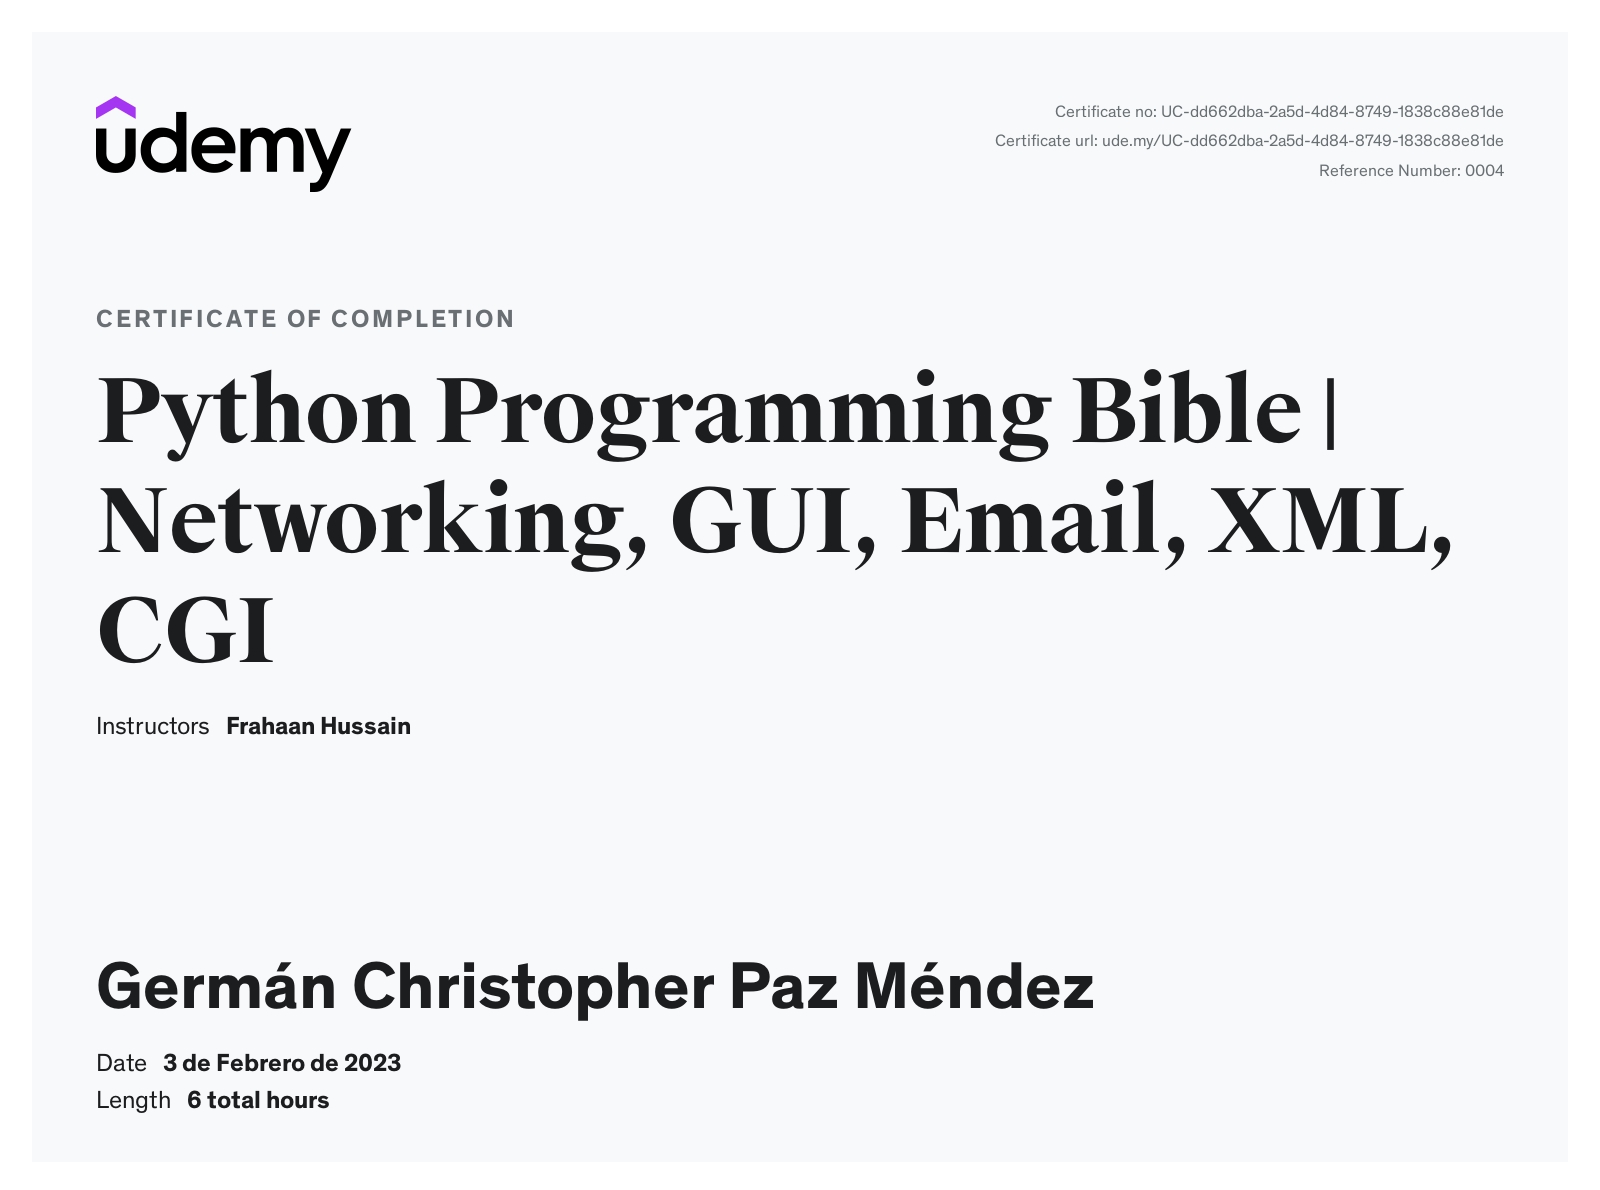 udemy
Certificate no: UC-dd662dba-2a5d-4d84-8749-1838c88e81de
Certificate url: ude.my/UC-dd662dba-2a5d-4d84-8749-1838c88e81de
Reference Number: 0004
CERTIFICATE OF COMPLETION
Python Programming Bible |
Networking, GUI, Email, XML,
CGI
Instructors Frahaan Hussain
Germán Christopher Paz Méndez
Date 3 de Febrero de 2023
Length 6 total hours